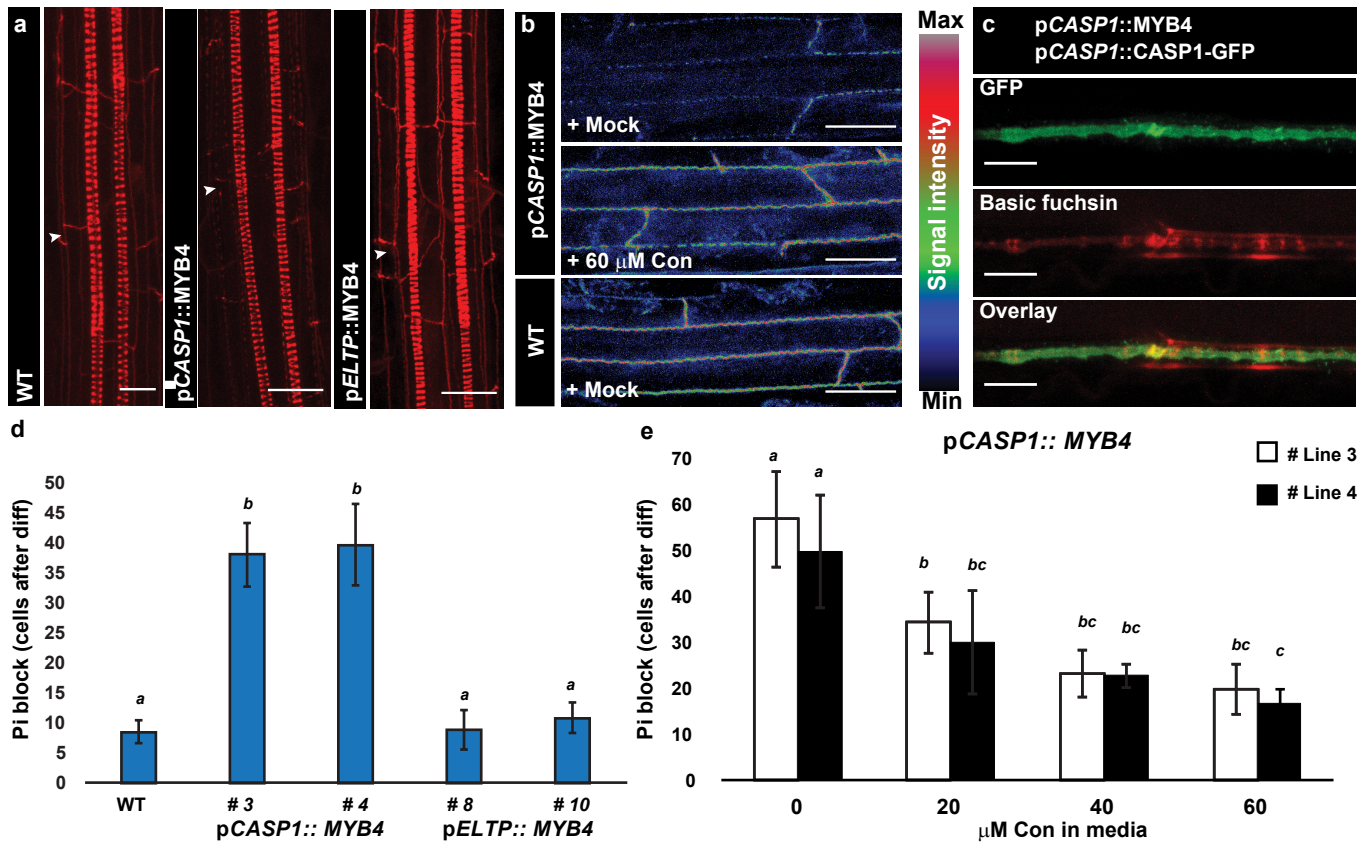 a
WT
pCASP1::MYB4
pELTP::MYB4
b
pCASP1::MYB4
+ Mock
+ 60 μM Con
WT
+ Mock
Max
Signal intensity
Min
c
pCASP1::MYB4
pCASP1::CASP1-GFP
GFP
Basic fuchsin
Overlay
d
Pi block (cells after diff)
50
45
40
35
30
25
20
15
10
5
0
a
b
b
a
a
WT
# 3
# 4
# 8
# 10
pCASP1:: MYB4
pELTP:: MYB4
e
pCASP1:: MYB4
# Line 3
# Line 4
Pi block (cells after diff)
70
60
50
40
30
20
10
0
a
a
b
bc
bc
bc
bc
c
0
20
40
60
μM Con in media